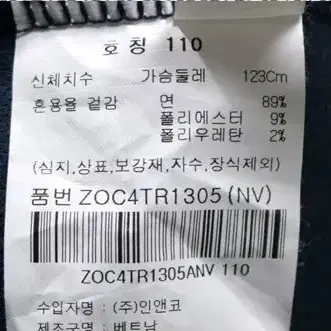 호칭 110
신체치수 가슴둘레 123Cm
혼용율 겉감 면 89%
폴리에스터 9%
폴리우레탄 2%
(심지,상표,보강재,자수,장식제외)
품번 ZOC4TR1305(NV)
ZOC4TR1305ANV 110
수입자명 : (주)인앤코
제조국명 : 베트남